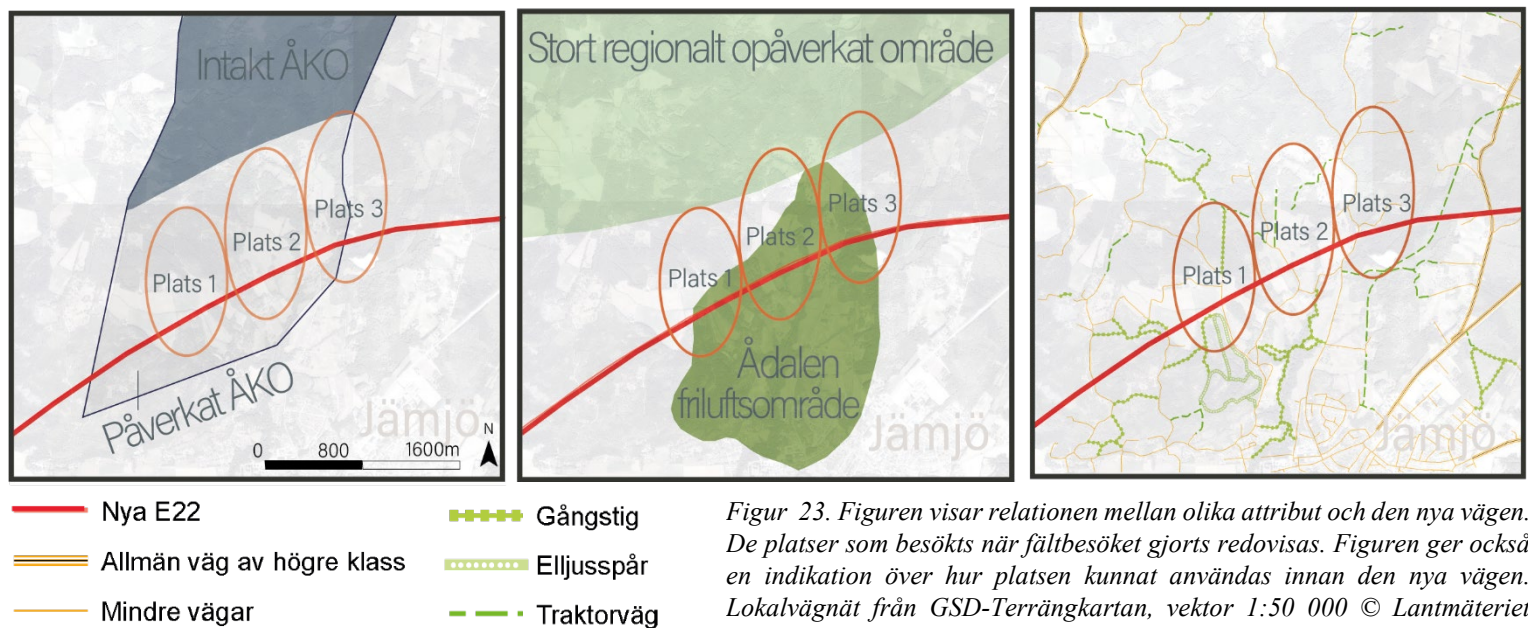 Intakt ÅKO
Plats 3
Plats 2
Plats 1
Påverkat ÅKO
Jämjö
N
0 800 1600m
Stort regionalt opåverkat område
Plats 3
Plats 2
Plats 1
Ådalen
friluftsområde
Jämjö
Plats 3
Plats 2
Plats 1
Jämjö
Nya E22
Allmän väg av högre klass
Mindre vägar
Gångstig
Elljusspår
Traktorväg
Figur 23. Figuren visar relationen mellan olika attribut och den nya vägen.
De platser som besökts när fältbesöket gjorts redovisas. Figuren ger också
en indikation över hur platsen kunnat användas innan den nya vägen.
Lokalvägnät från GSD-Terrängkartan, vektor 1:50 000 © Lantmäteriet